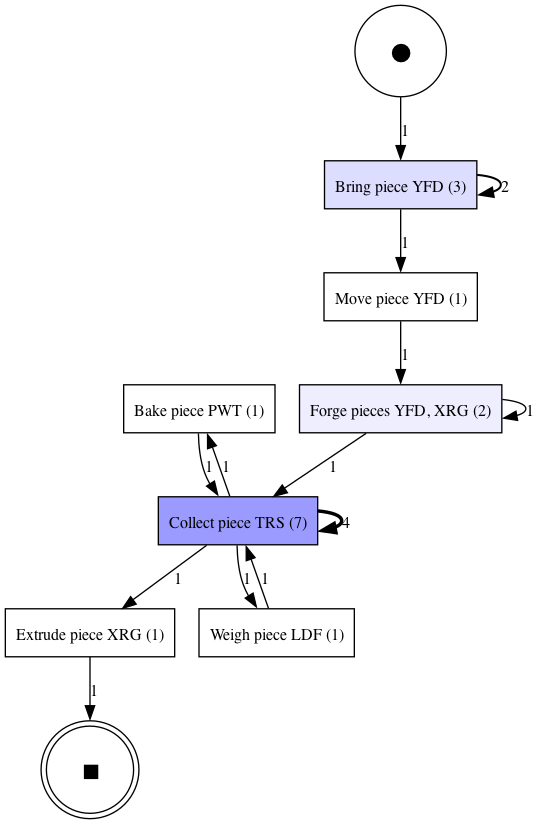 1
Bring piece YFD (3)
2
1
Move piece YFD (1)
1
Bake piece PWT (1)
Forge pieces YFD, XRG (2)
1
1
1
1
Collect piece TRS (7)
4
1
1
1
Extrude piece XRG (1)
Weigh piece LDF (1)
1